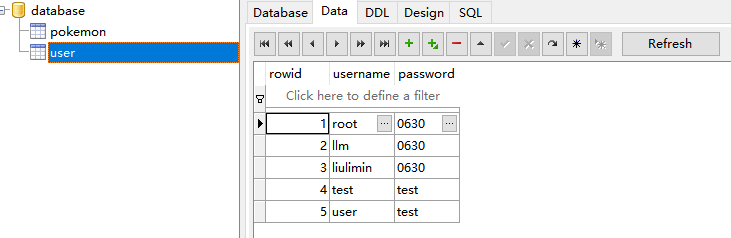 database
pokemon
user
Database Data DDL Design SQL
Refresh
rowid username password
Click here to define a filter
1 root ... 0630 ...
2 llm 0630
3 liulimin 0630
4 test test
5 user test